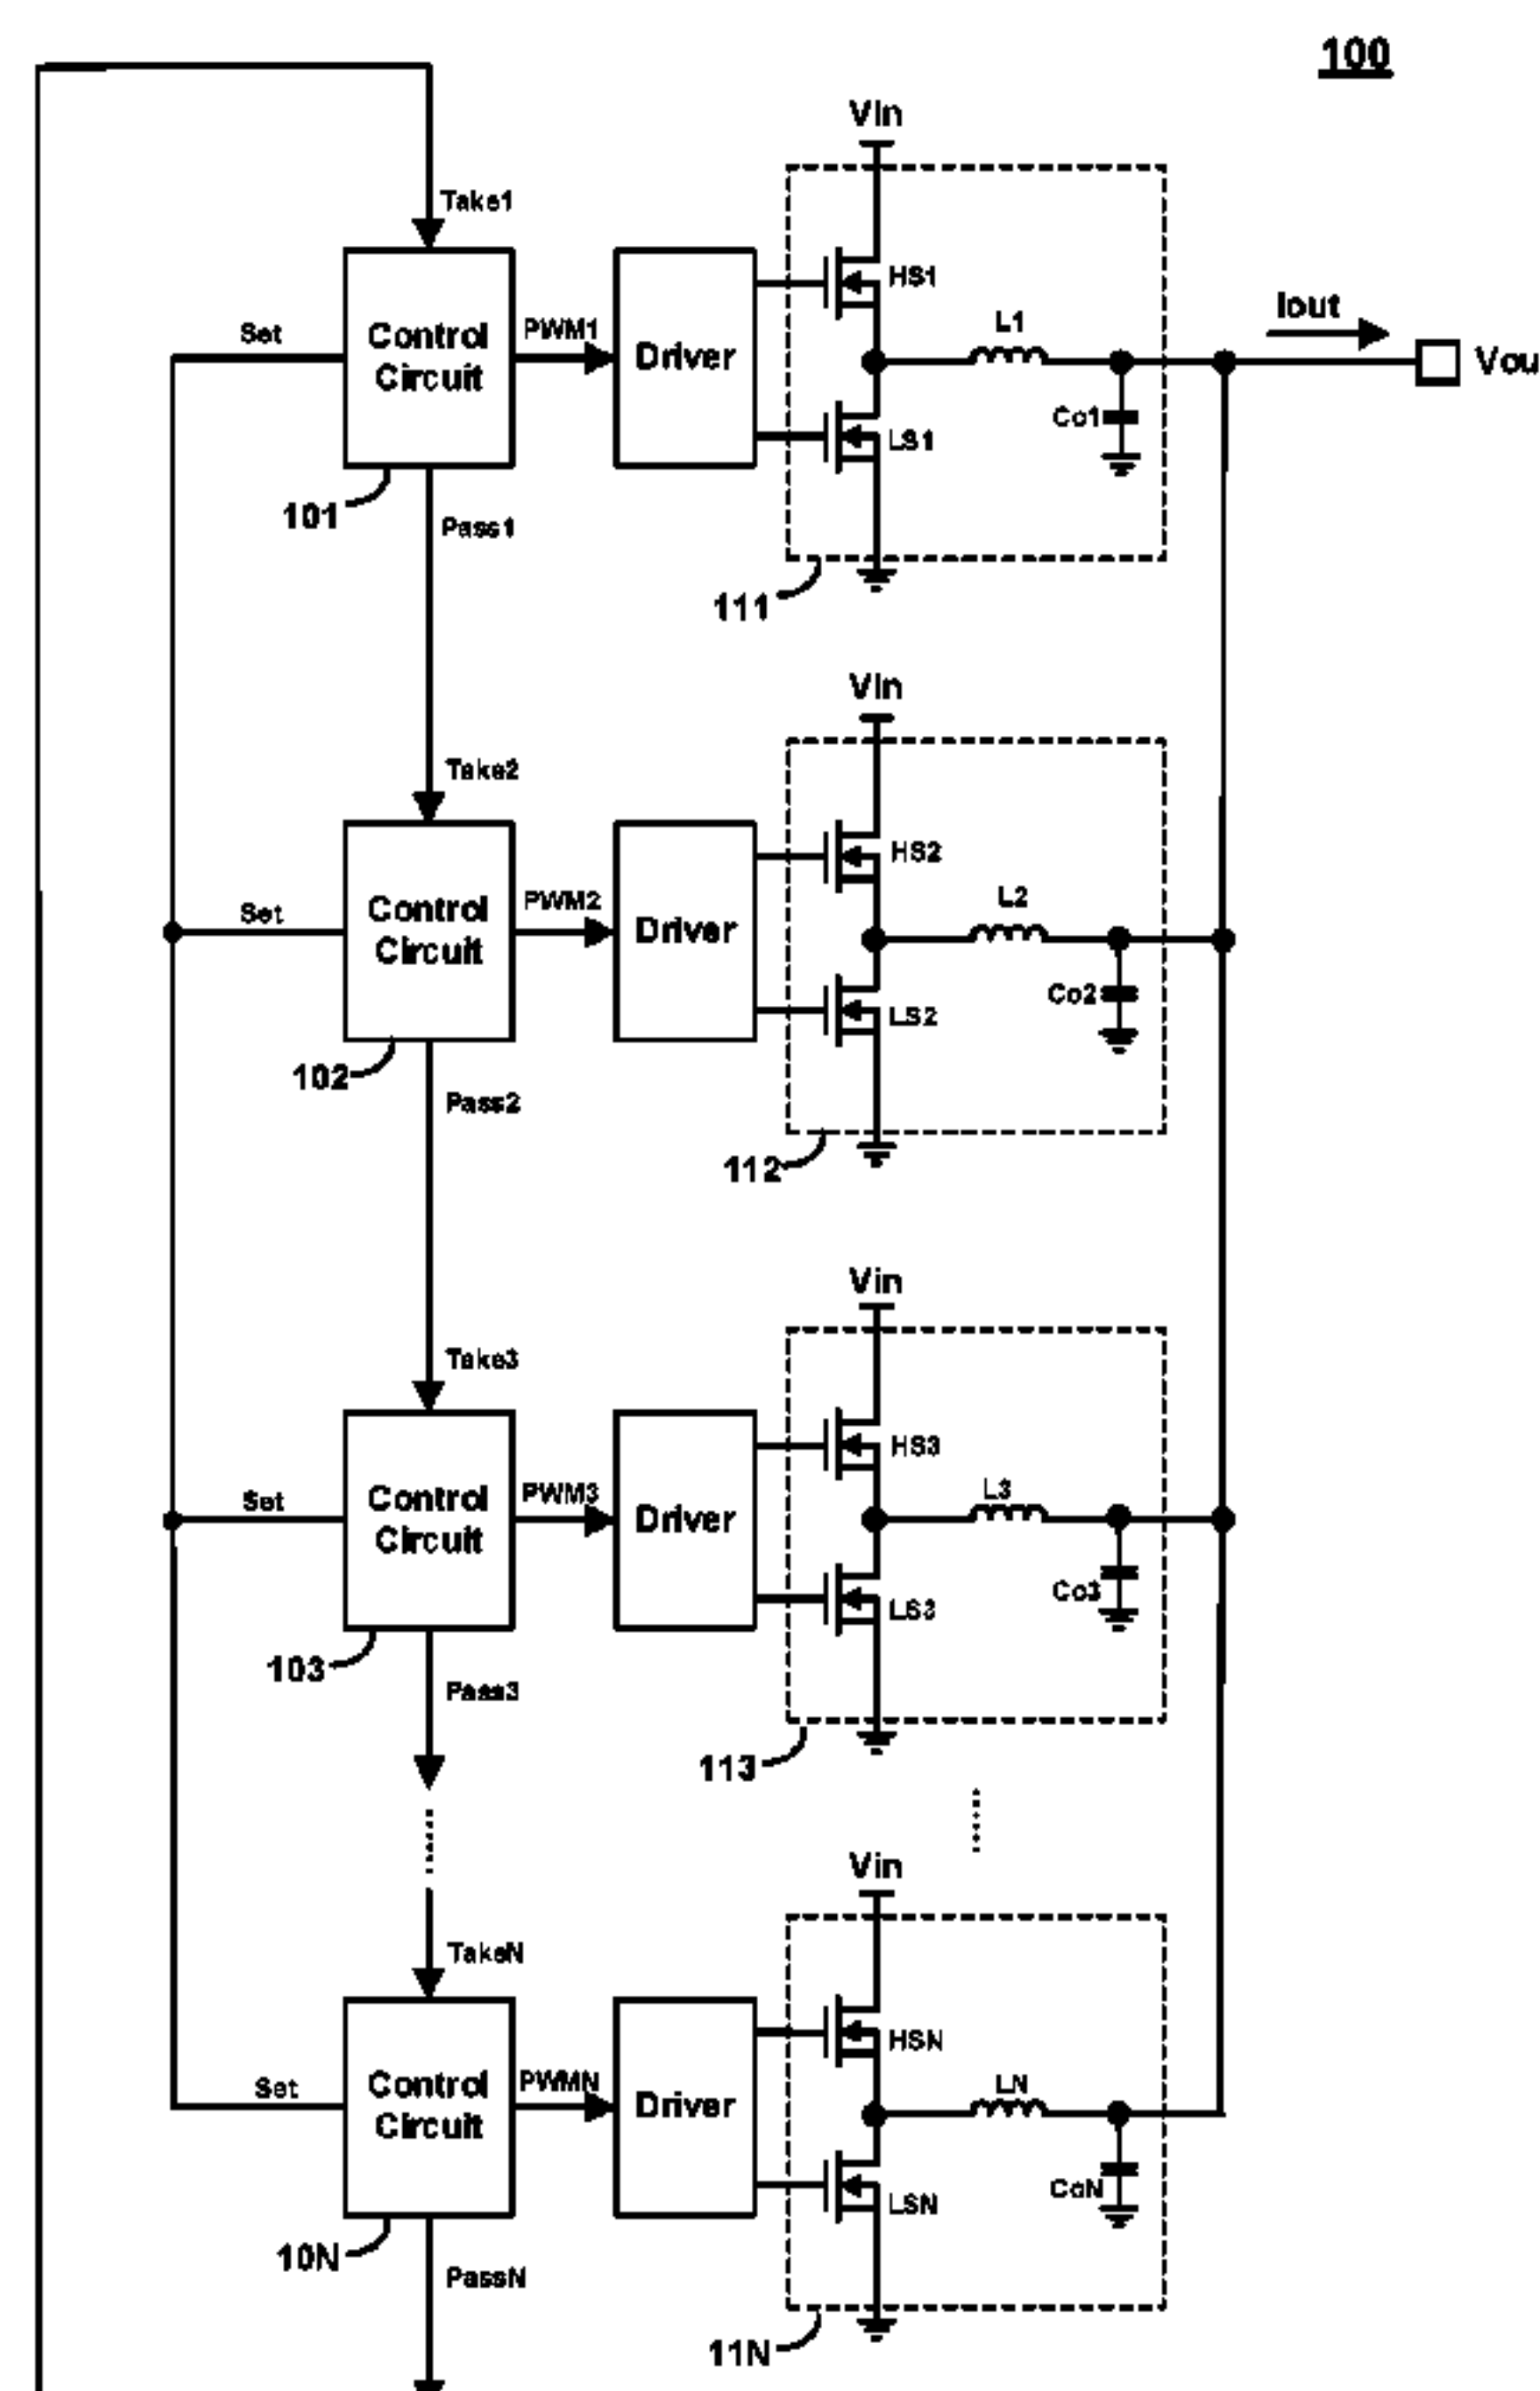 100
Vin
Take1
HS1
Set
Control
Circuit
PWM1
Driver
L1
Iout
Vou
Co1
LS1
101
Pass1
111
Vin
Take2
HS2
Set
Control
Circuit
PWM2
Driver
L2
Co2
LS2
102
Pass2
112
Vin
Take3
HS3
Set
Control
Circuit
PWM3
Driver
L3
Co3
LS3
103
Pass3
113
Vin
TakeN
HSN
Set
Control
Circuit
PWMN
Driver
LN
CoN
LSN
10N
PassN
11N